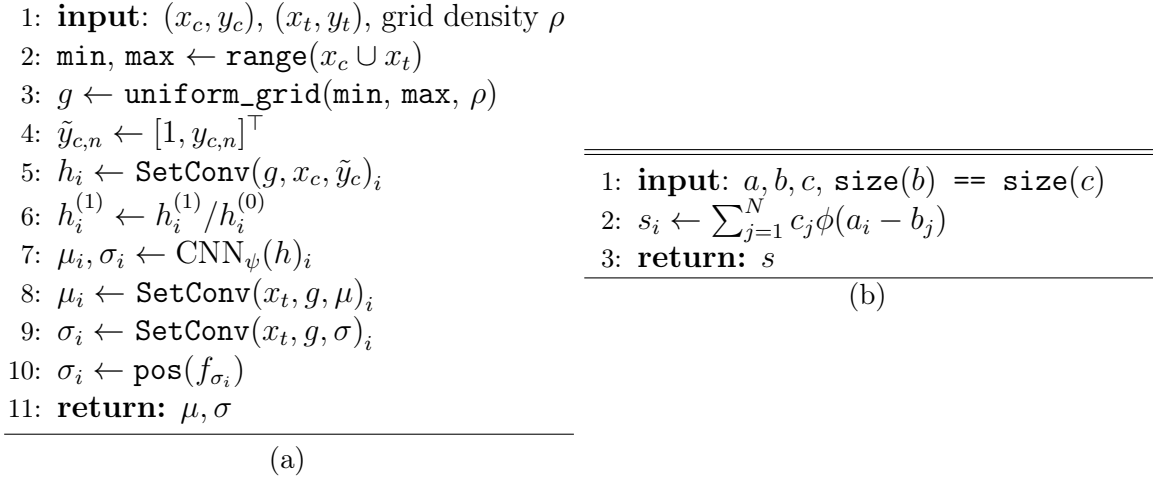 1: input: (x_c, y_c), (x_t, y_t), grid density ρ
2: min, max ← range(x_c ∪ x_t)
3: g ← uniform_grid(min, max, ρ)
4: ỹ_{c,n} ← [1, y_{c,n}]^⊤
5: h_i ← SetConv(g, x_c, ỹ_c)_i
6: h_i^{(1)} ← h_i^{(1)}/h_i^{(0)}
7: μ_i, σ_i ← CNN_ψ(h)_i
8: μ_i ← SetConv(x_t, g, μ)_i
9: σ_i ← SetConv(x_t, g, σ)_i
10: σ_i ← pos(f_{σ_i})
11: return: μ, σ
(a)
1: input: a, b, c, size(b) == size(c)
2: s_i ← ∑_{j=1}^N c_jϕ(a_i − b_j)
3: return: s
(b)